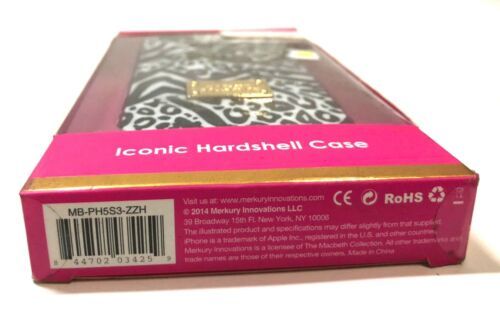 Iconic Hardshell Case
MB-PH5S3-ZZH
8 44702 03425 9
Visit us at: www.merkuryinnovations.com
© 2014 Merkury Innovations LLC
39 Broadway 15th Fl. New York, NY 10006
The illustrated product and specifications may differ slightly from that supplied.
iPhone is a trademark of Apple Inc., registered in the U.S. and other countries.
Merkury Innovations is a licensee of The Macbeth Collection. All other trademarks and
trade names are those of their respective owners. Made in China
CE RoHS